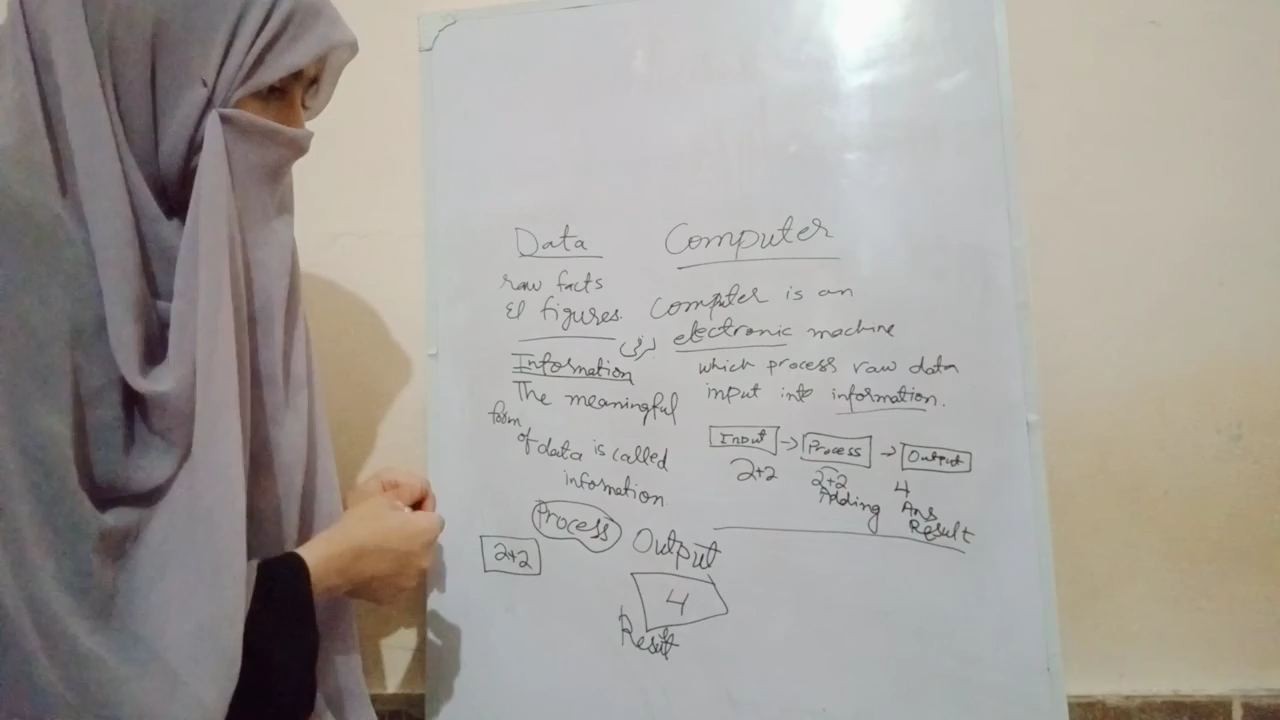 Data
raw facts
& figures.
Information
The meaningful
form
of data is called
information
Process
2+2
Output
4
Result
Computer
Computer is an
electronic machine
which process raw data
input into information.
Input → Process → Output
2+2 2+2 4
Adding Ans
Result